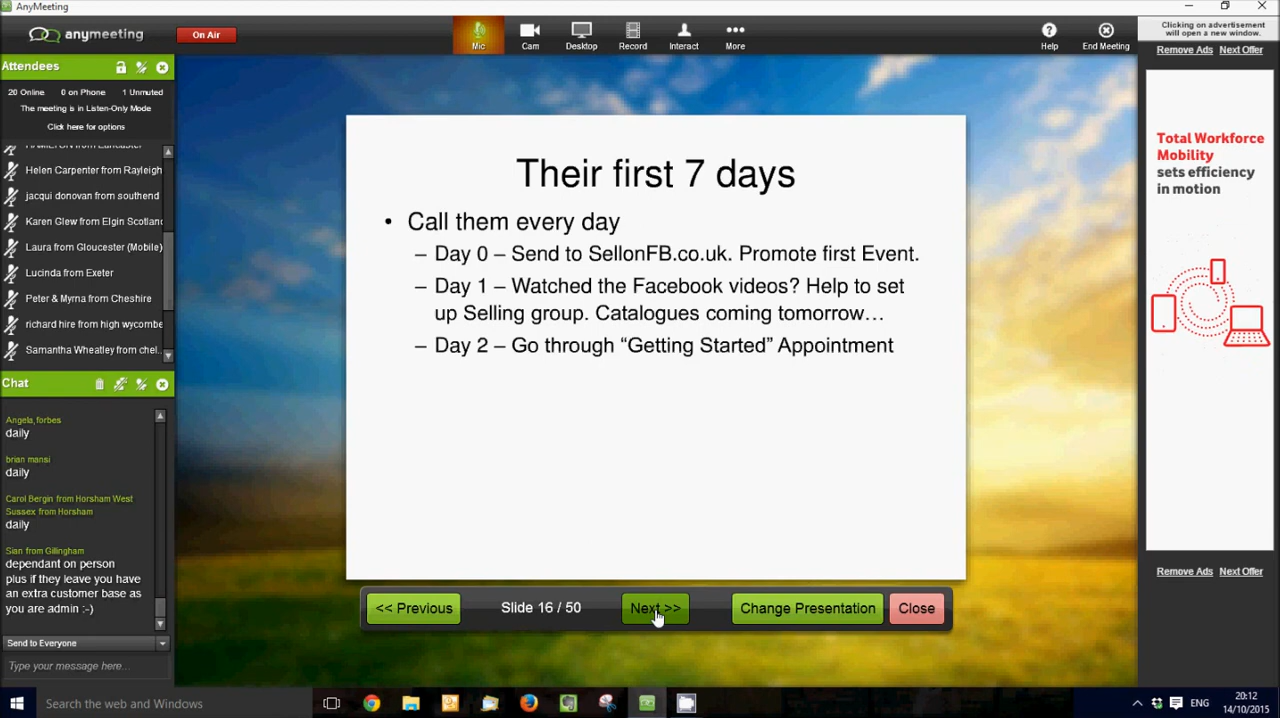 AnyMeeting
anymeeting
On Air
Mic
Cam
Desktop
Record
Interact
More
Help
End Meeting
Clicking on advertisement
will open a new window.
Remove Ads Next Offer
Attendees
20 Online 0 on Phone 1 Unmuted
The meeting is in Listen-Only Mode
Click here for options
from Lancaster
Helen Carpenter from Rayleigh
jacqui donovan from southend
Karen Glew from Elgin Scotland
Laura from Gloucester (Mobile)
Lucinda from Exeter
Peter & Myrna from Cheshire
richard hire from high wycombe
Samantha Wheatley from chel...
Chat
Angela,forbes
daily
brian mansi
daily
Carol Bergin from Horsham West
Sussex from Horsham
daily
Sian from Gillingham
dependant on person
plus if they leave you have
an extra customer base as
you are admin :-)
Send to Everyone
Type your message here...
Their first 7 days
• Call them every day
– Day 0 – Send to SellonFB.co.uk. Promote first Event.
– Day 1 – Watched the Facebook videos? Help to set
up Selling group. Catalogues coming tomorrow…
– Day 2 – Go through “Getting Started” Appointment
<< Previous
Slide 16 / 50
Next >>
Change Presentation
Close
Total Workforce
Mobility
sets efficiency
in motion
Remove Ads Next Offer
Search the web and Windows
ENG
20:12
14/10/2015